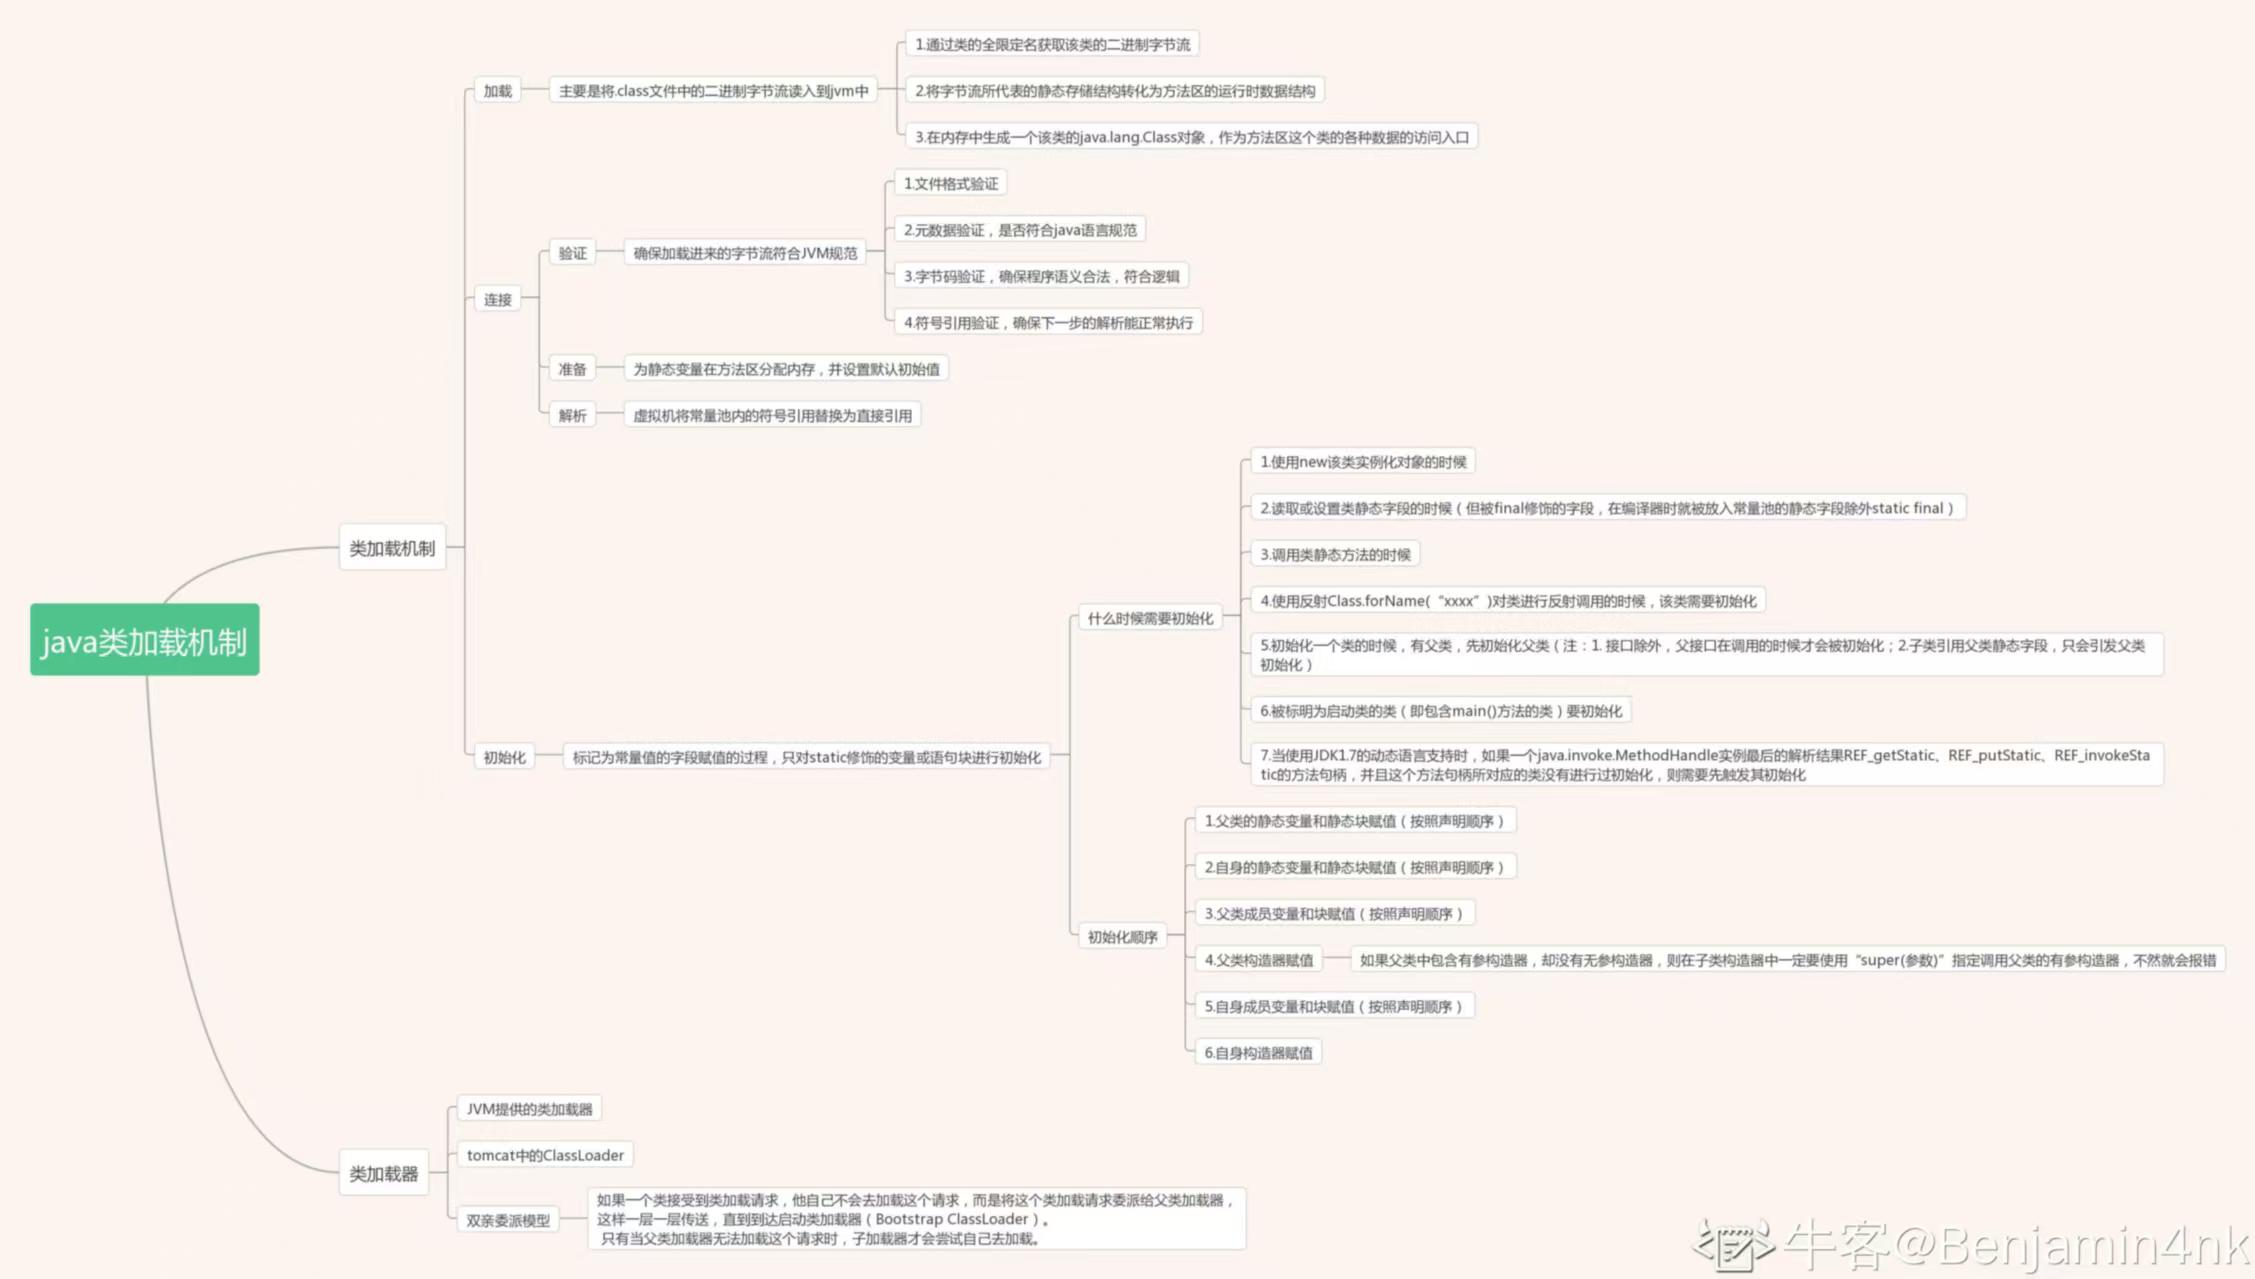 java类加载机制
类加载机制
加载
主要是将.class文件中的二进制字节流读入到jvm中
1.通过类的全限定名获取该类的二进制字节流
2.将字节流所代表的静态存储结构转化为方法区的运行时数据结构
3.在内存中生成一个该类的java.lang.Class对象，作为方法区这个类的各种数据的访问入口
连接
验证
确保加载进来的字节流符合JVM规范
1.文件格式验证
2.元数据验证，是否符合java语言规范
3.字节码验证，确保程序语义合法，符合逻辑
4.符号引用验证，确保下一步的解析能正常执行
准备
为静态变量在方法区分配内存，并设置默认初始值
解析
虚拟机将常量池内的符号引用替换为直接引用
初始化
标记为常量值的字段赋值的过程，只对static修饰的变量或语句块进行初始化
什么时候需要初始化
1.使用new该类实例化对象的时候
2.读取或设置类静态字段的时候（但被final修饰的字段，在编译器时就被放入常量池的静态字段除外static final）
3.调用类静态方法的时候
4.使用反射Class.forName(“xxxx”)对类进行反射调用的时候，该类需要初始化
5.初始化一个类的时候，有父类，先初始化父类（注：1. 接口除外，父接口在调用的时候才会被初始化；2.子类引用父类静态字段，只会引发父类
初始化）
6.被标明为启动类的类（即包含main()方法的类）要初始化
7.当使用JDK1.7的动态语言支持时，如果一个java.invoke.MethodHandle实例最后的解析结果REF_getStatic、REF_putStatic、REF_invokeSta
tic的方法句柄，并且这个方法句柄所对应的类没有进行过初始化，则需要先触发其初始化
初始化顺序
1.父类的静态变量和静态块赋值（按照声明顺序）
2.自身的静态变量和静态块赋值（按照声明顺序）
3.父类成员变量和块赋值（按照声明顺序）
4.父类构造器赋值
如果父类中包含有参构造器，却没有无参构造器，则在子类构造器中一定要使用“super(参数)”指定调用父类的有参构造器，不然就会报错
5.自身成员变量和块赋值（按照声明顺序）
6.自身构造器赋值
类加载器
JVM提供的类加载器
tomcat中的ClassLoader
双亲委派模型
如果一个类接受到类加载请求，他自己不会去加载这个请求，而是将这个类加载请求委派给父类加载器，
这样一层一层传送，直到到达启动类加载器（Bootstrap ClassLoader）。
只有当父类加载器无法加载这个请求时，子加载器才会尝试自己去加载。
牛客@Benjamin4nk